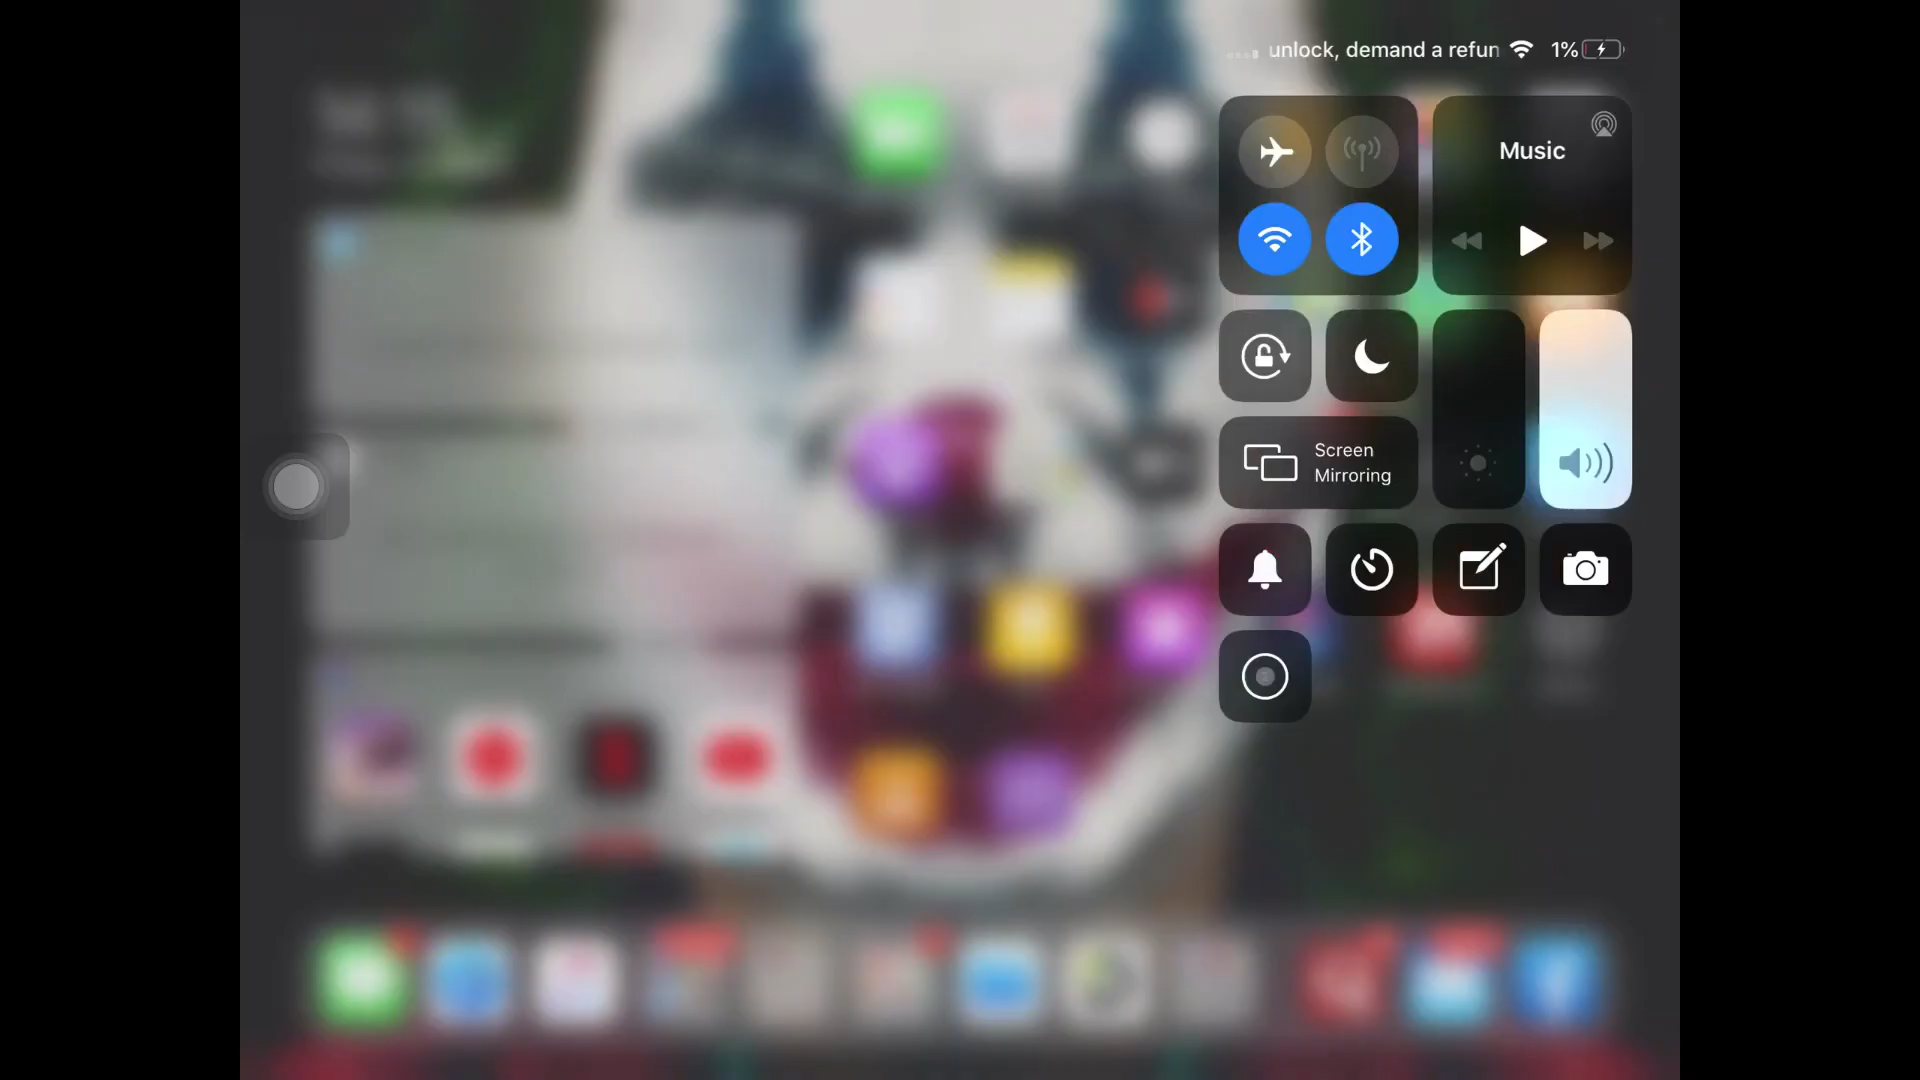 unlock, demand a refun
1%
Music
Screen
Mirroring